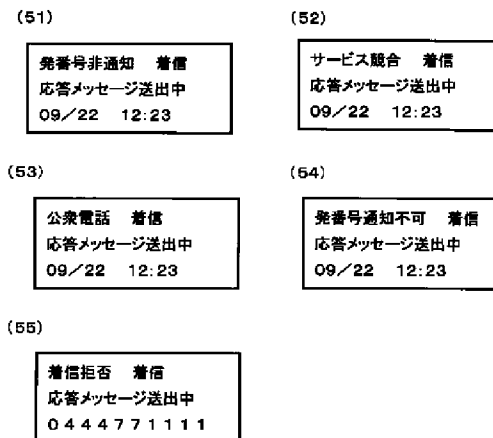 (51)
発番号非通知 着信
応答メッセージ送出中
09/22 12:23
(52)
サービス競合 着信
応答メッセージ送出中
09/22 12:23
(53)
公衆電話 着信
応答メッセージ送出中
09/22 12:23
(54)
発番号通知不可 着信
応答メッセージ送出中
09/22 12:23
(55)
着信拒否 着信
応答メッセージ送出中
0444771111